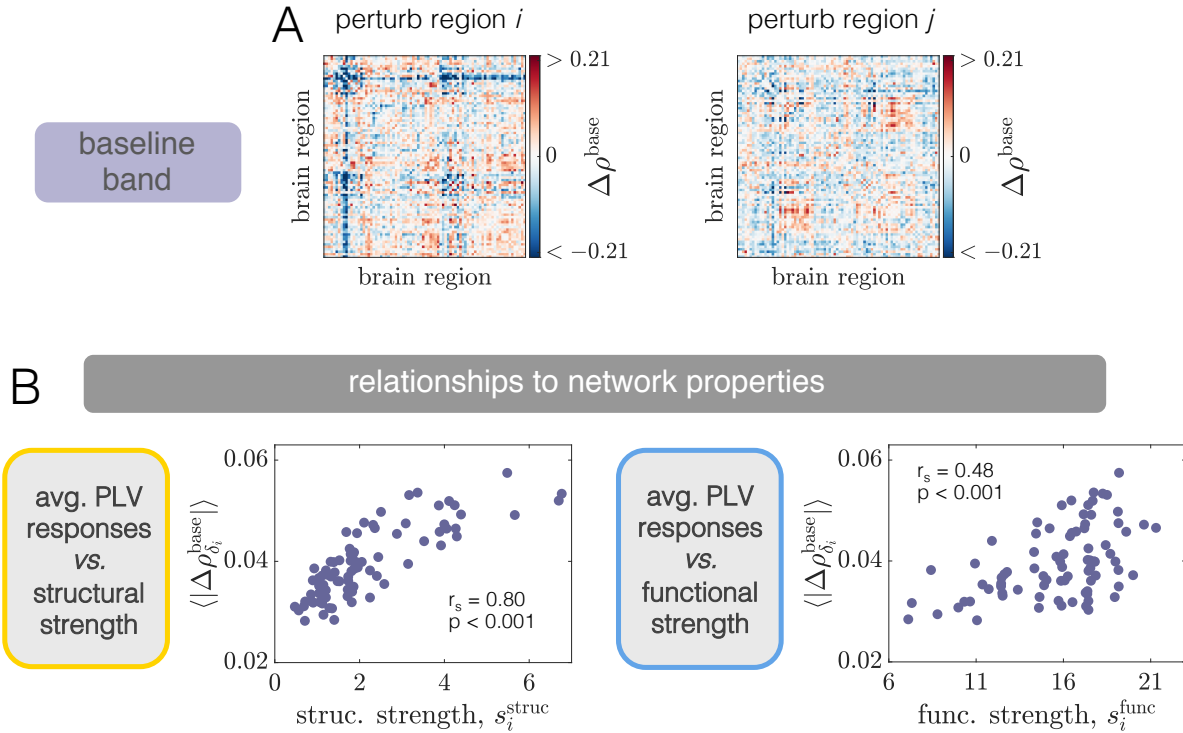 A
perturb region i
perturb region j
baseline
band
brain region
brain region
> 0.21
0
< −0.21
Δρ^base
brain region
brain region
> 0.21
0
< −0.21
Δρ^base
B
relationships to network properties
avg. PLV
responses
vs.
structural
strength
⟨|Δρ^base_δi|⟩
0.06
0.04
0.02
r_s = 0.80
p < 0.001
0 2 4 6
struc. strength, s_i^struc
avg. PLV
responses
vs.
functional
strength
⟨|Δρ^base_δi|⟩
0.06
0.04
0.02
r_s = 0.48
p < 0.001
6 11 16 21
func. strength, s_i^func